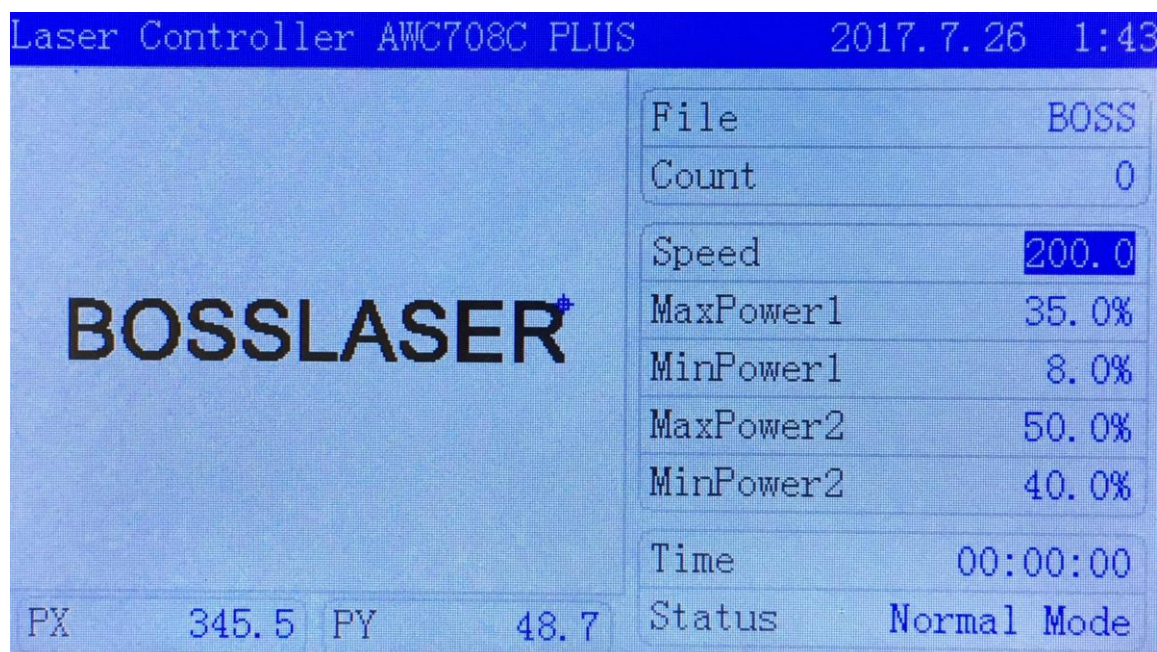 Laser Controller AWC708C PLUS 2017. 7. 26 1:43
File BOSS
Count 0
Speed 200. 0
MaxPower1 35. 0%
MinPower1 8. 0%
MaxPower2 50. 0%
MinPower2 40. 0%
BOSSLASER
Time 00:00:00
Status Normal Mode
PX 345. 5 PY 48. 7